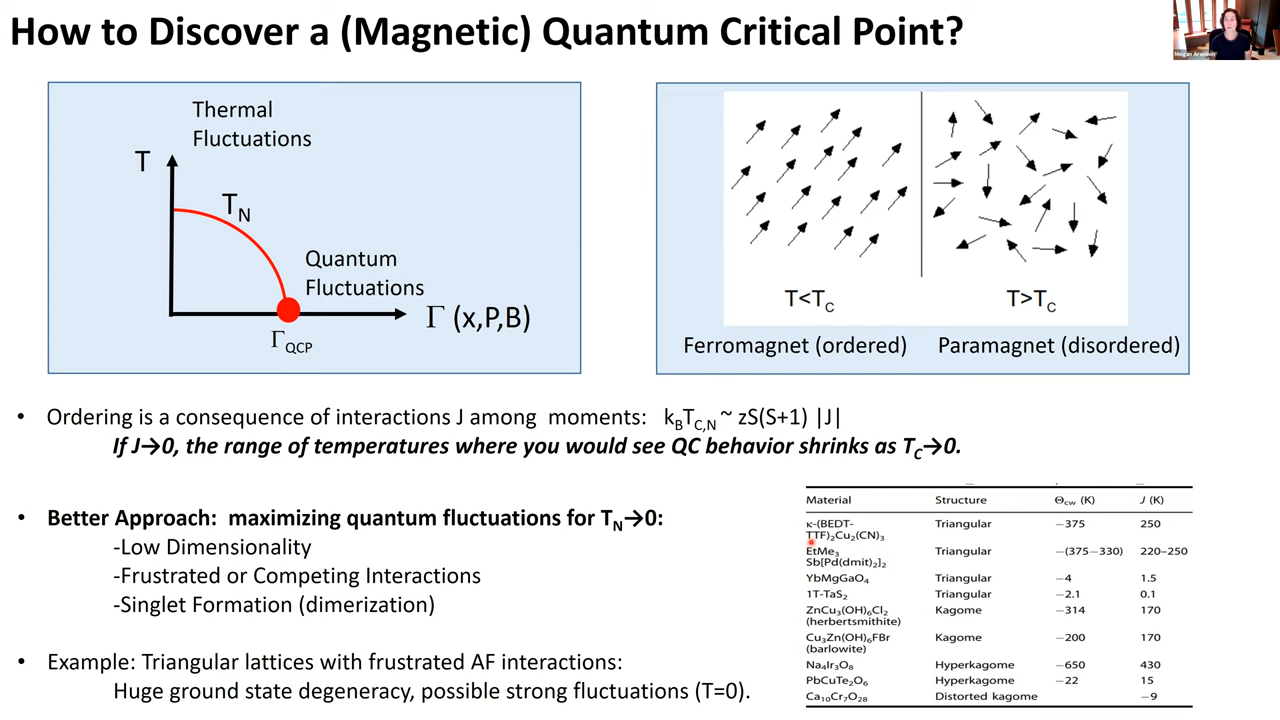 How to Discover a (Magnetic) Quantum Critical Point?
Megan Aronson
Thermal
Fluctuations
T
T_N
Quantum
Fluctuations
Γ (x,P,B)
Γ_QCP
T<T_C
T>T_C
Ferromagnet (ordered)
Paramagnet (disordered)
• Ordering is a consequence of interactions J among moments: k_BT_C,N ~ zS(S+1) |J|
If J→0, the range of temperatures where you would see QC behavior shrinks as T_C→0.
• Better Approach: maximizing quantum fluctuations for T_N→0:
-Low Dimensionality
-Frustrated or Competing Interactions
-Singlet Formation (dimerization)
• Example: Triangular lattices with frustrated AF interactions:
Huge ground state degeneracy, possible strong fluctuations (T=0).
Material Structure Θ_cw (K) J (K)
κ-(BEDT- Triangular −375 250
TTF)₂Cu₂(CN)₃
EtMe₃ Triangular −(375−330) 220–250
Sb[Pd(dmit)₂]₂
YbMgGaO₄ Triangular −4 1.5
1T-TaS₂ Triangular −2.1 0.1
ZnCu₃(OH)₆Cl₂ Kagome −314 170
(herbertsmithite)
Cu₃Zn(OH)₆FBr Kagome −200 170
(barlowite)
Na₄Ir₃O₈ Hyperkagome −650 430
PbCuTe₂O₆ Hyperkagome −22 15
Ca₁₀Cr₇O₂₈ Distorted kagome −9